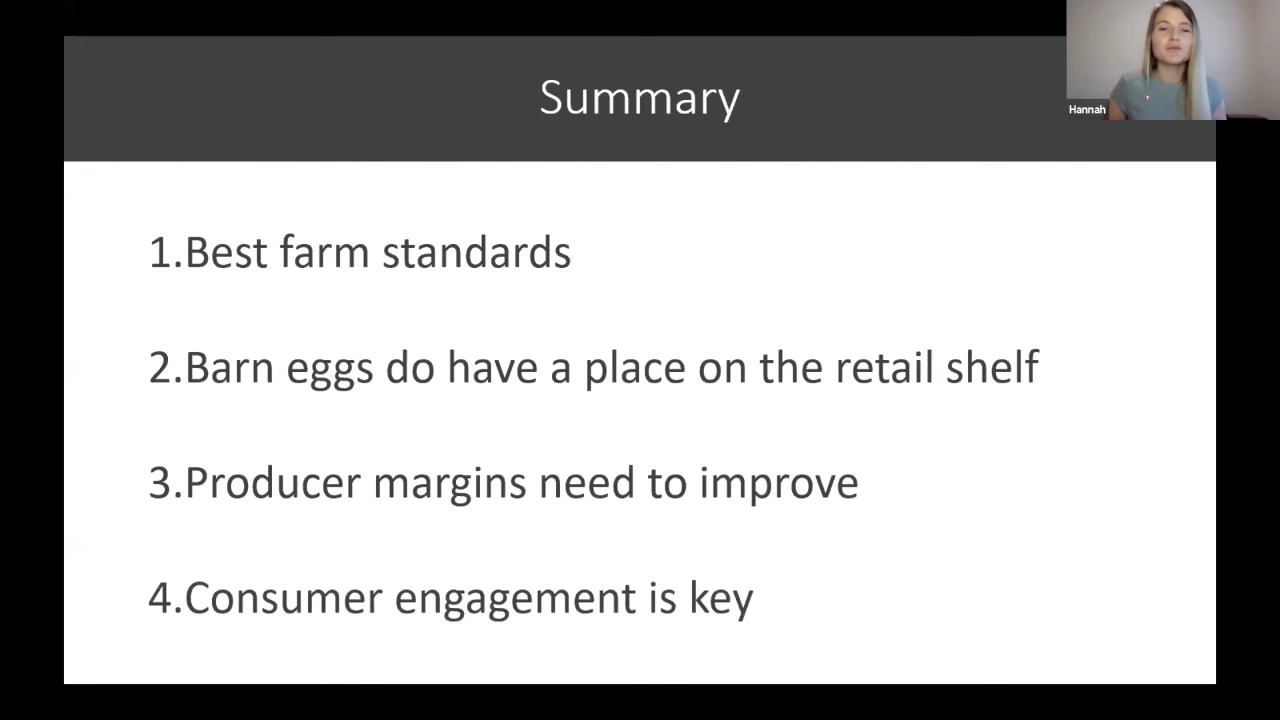 Summary
Hannah
1.Best farm standards
2.Barn eggs do have a place on the retail shelf
3.Producer margins need to improve
4.Consumer engagement is key